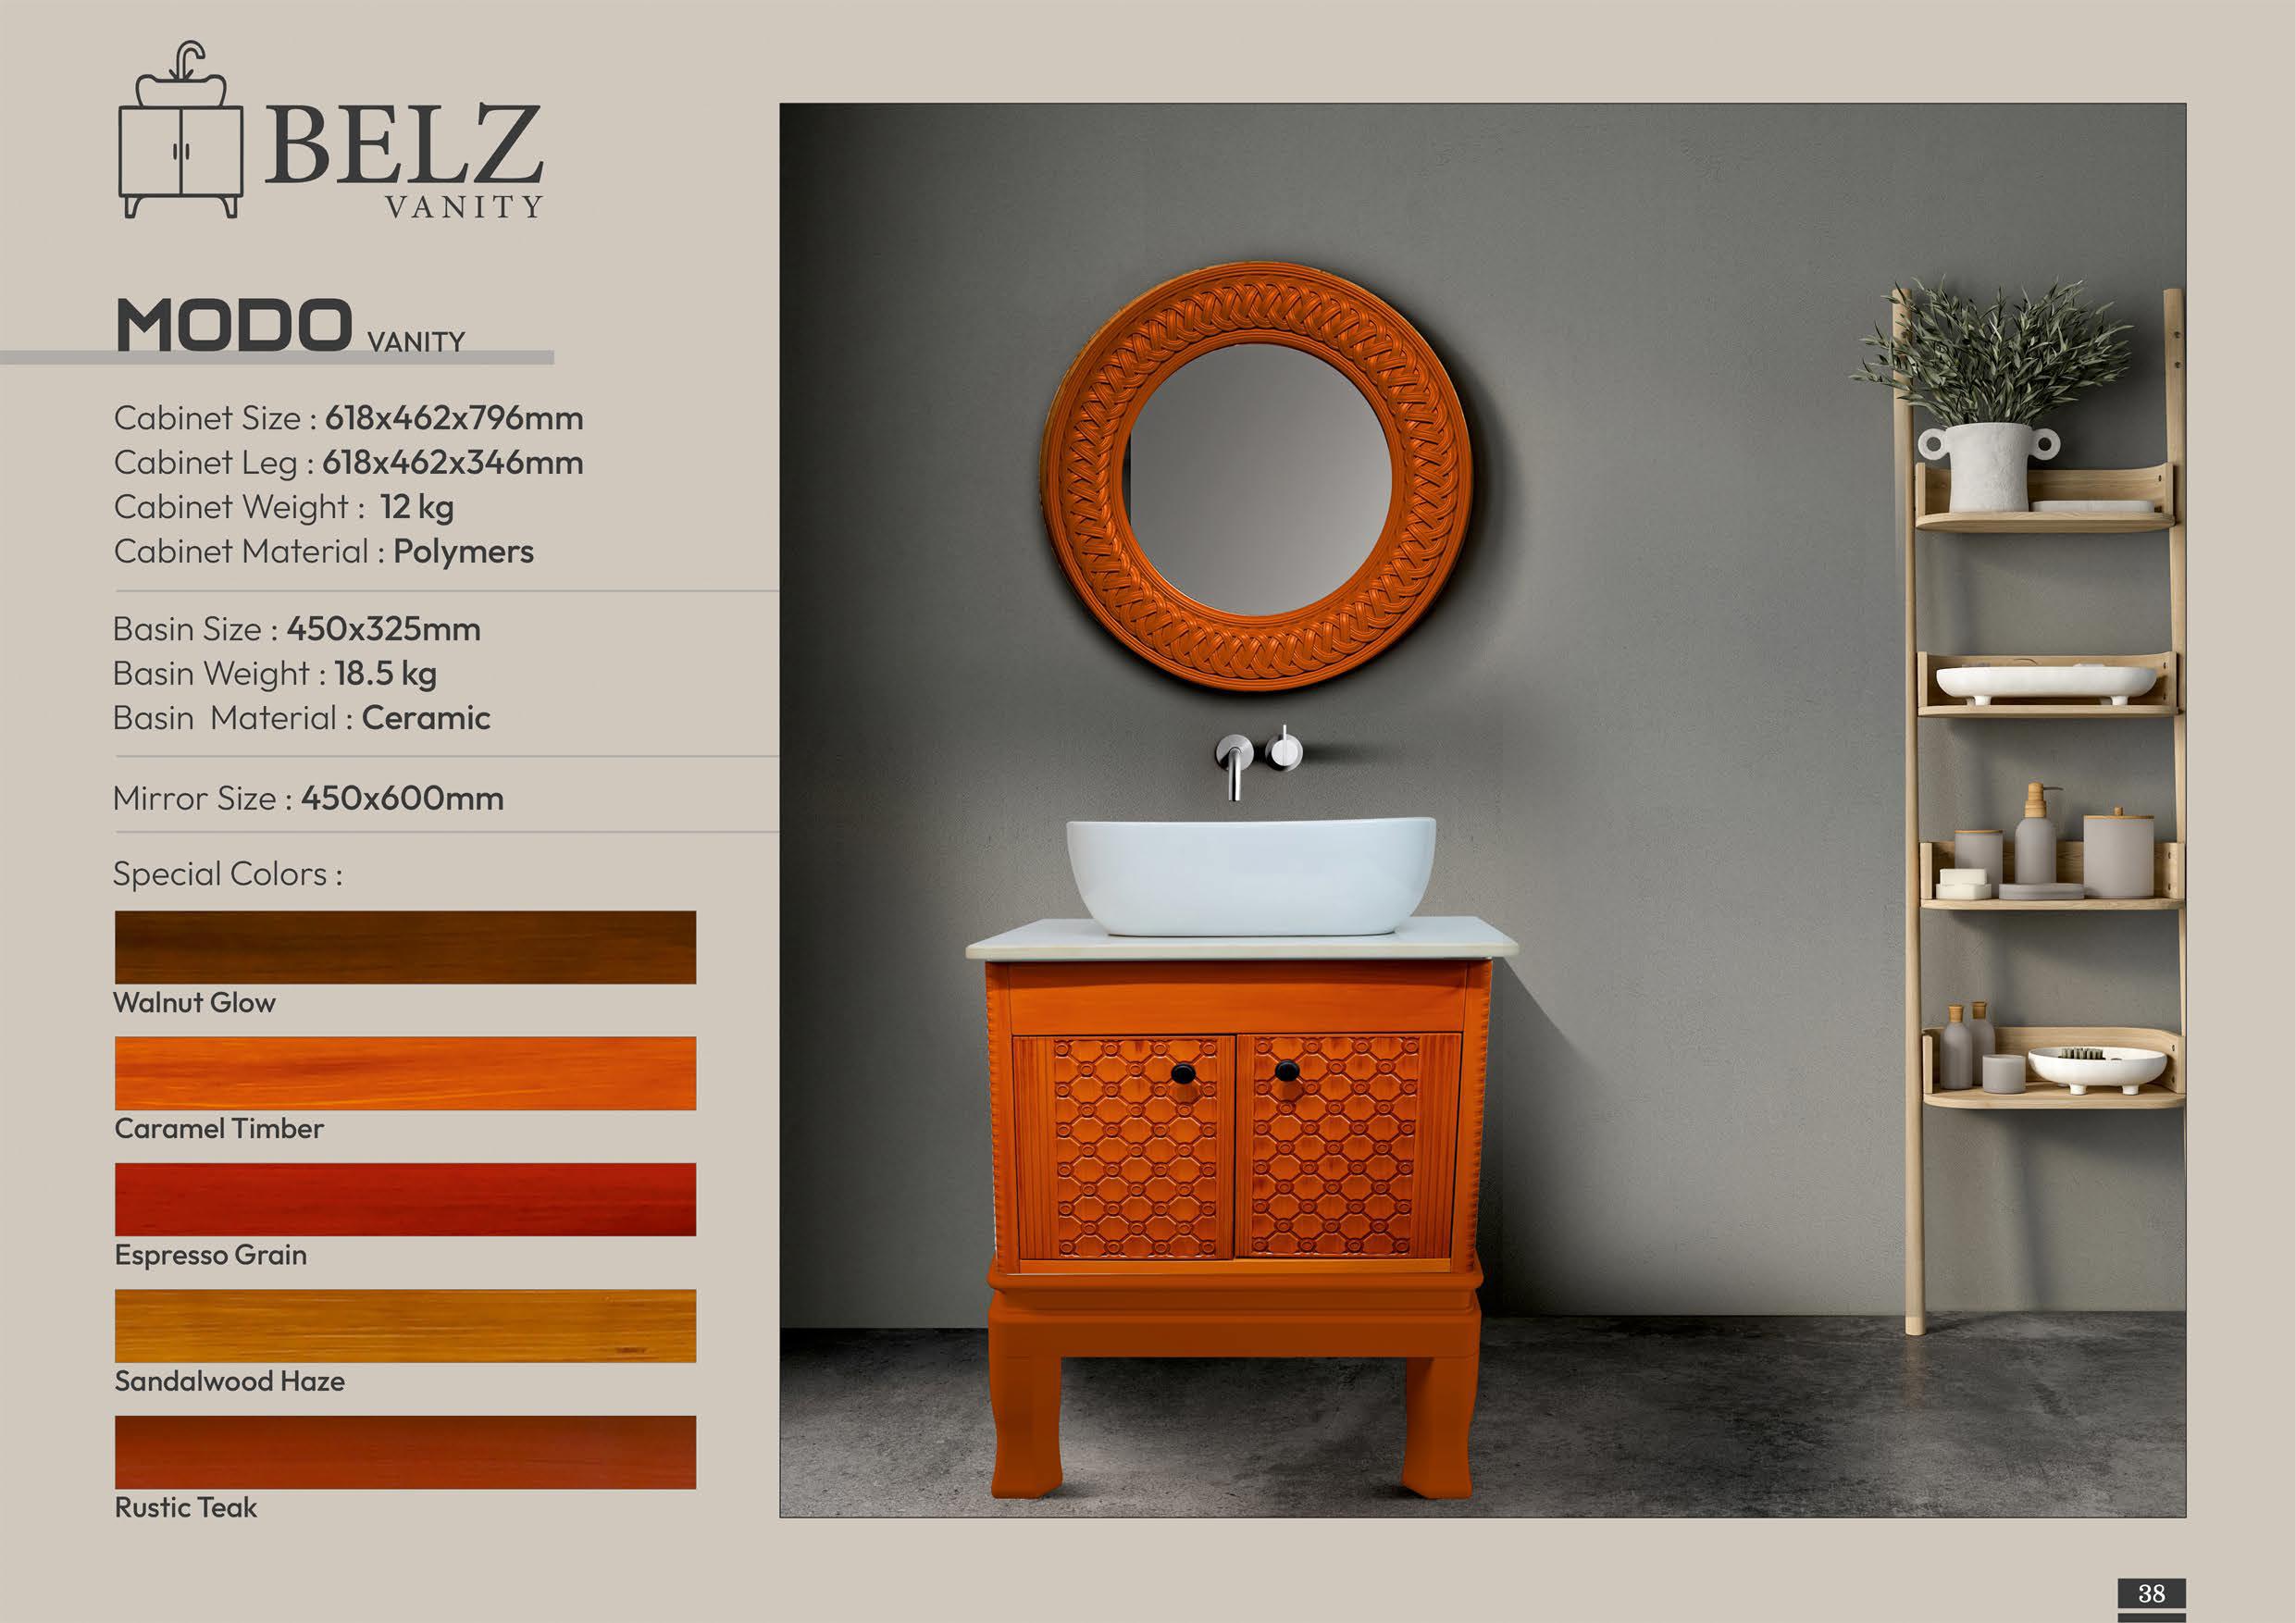 BELZ
VANITY
MODO VANITY
Cabinet Size : 618x462x796mm
Cabinet Leg : 618x462x346mm
Cabinet Weight : 12 kg
Cabinet Material : Polymers
Basin Size : 450x325mm
Basin Weight : 18.5 kg
Basin Material : Ceramic
Mirror Size : 450x600mm
Special Colors :
Walnut Glow
Caramel Timber
Espresso Grain
Sandalwood Haze
Rustic Teak
38